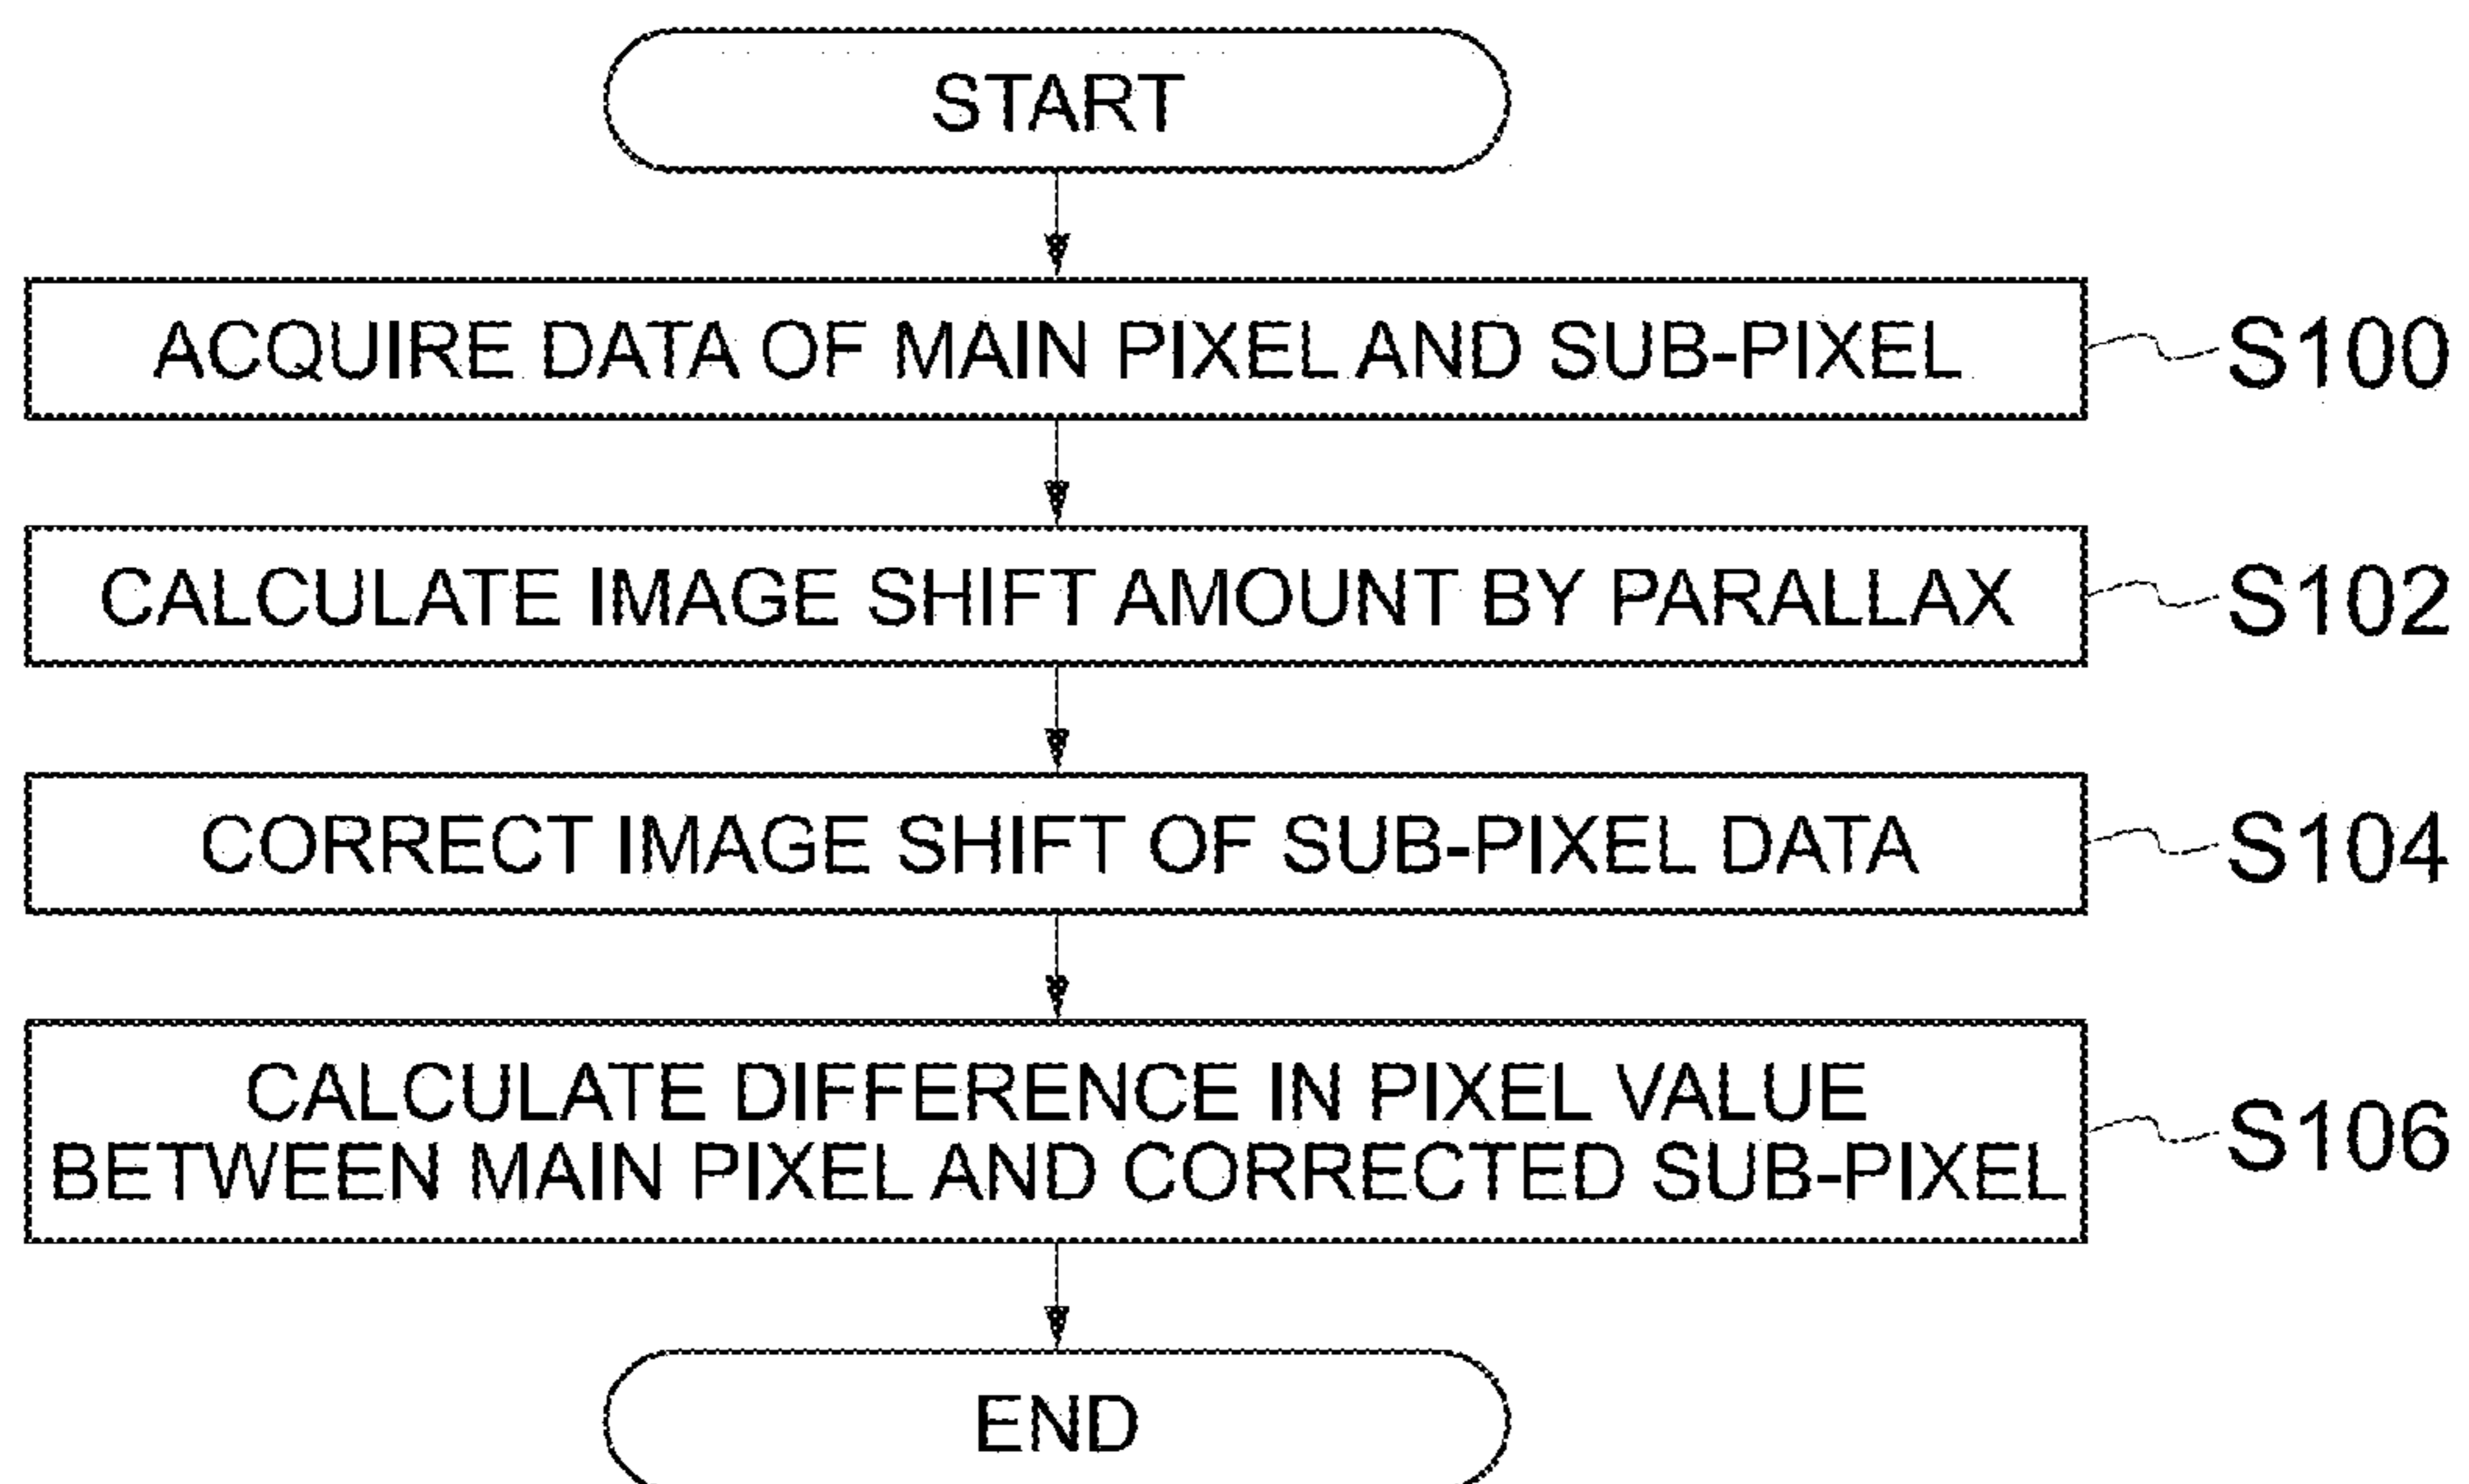 START
ACQUIRE DATA OF MAIN PIXEL AND SUB-PIXEL
S100
CALCULATE IMAGE SHIFT AMOUNT BY PARALLAX
S102
CORRECT IMAGE SHIFT OF SUB-PIXEL DATA
S104
CALCULATE DIFFERENCE IN PIXEL VALUE
BETWEEN MAIN PIXEL AND CORRECTED SUB-PIXEL
S106
END